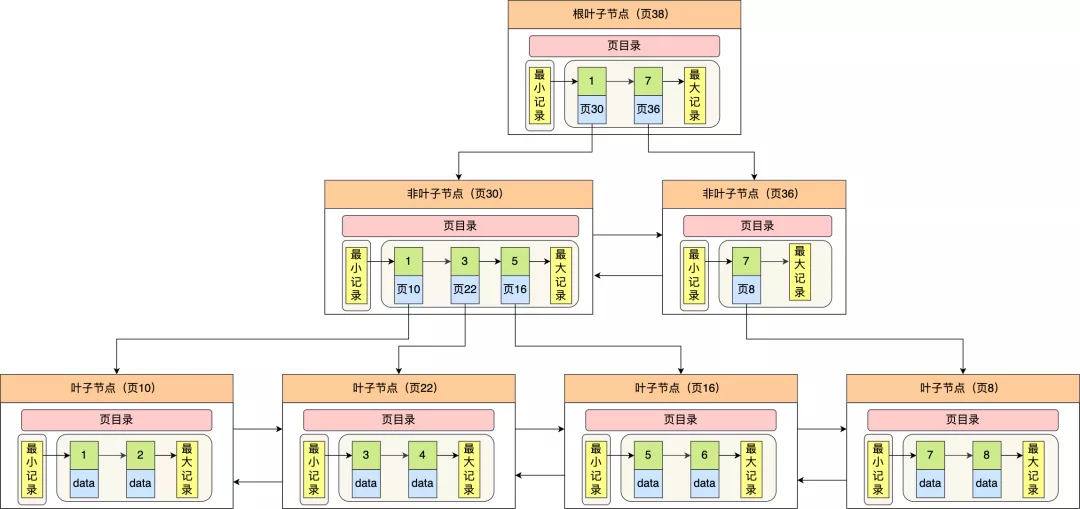 根叶子节点（页38）
页目录
最小记录
1
页30
7
页36
最大记录
非叶子节点（页30）
页目录
最小记录
1
页10
3
页22
5
页16
最大记录
非叶子节点（页36）
页目录
最小记录
7
页8
最大记录
叶子节点（页10）
页目录
最小记录
1
data
2
data
最大记录
叶子节点（页22）
页目录
最小记录
3
data
4
data
最大记录
叶子节点（页16）
页目录
最小记录
5
data
6
data
最大记录
叶子节点（页8）
页目录
最小记录
7
data
8
data
最大记录